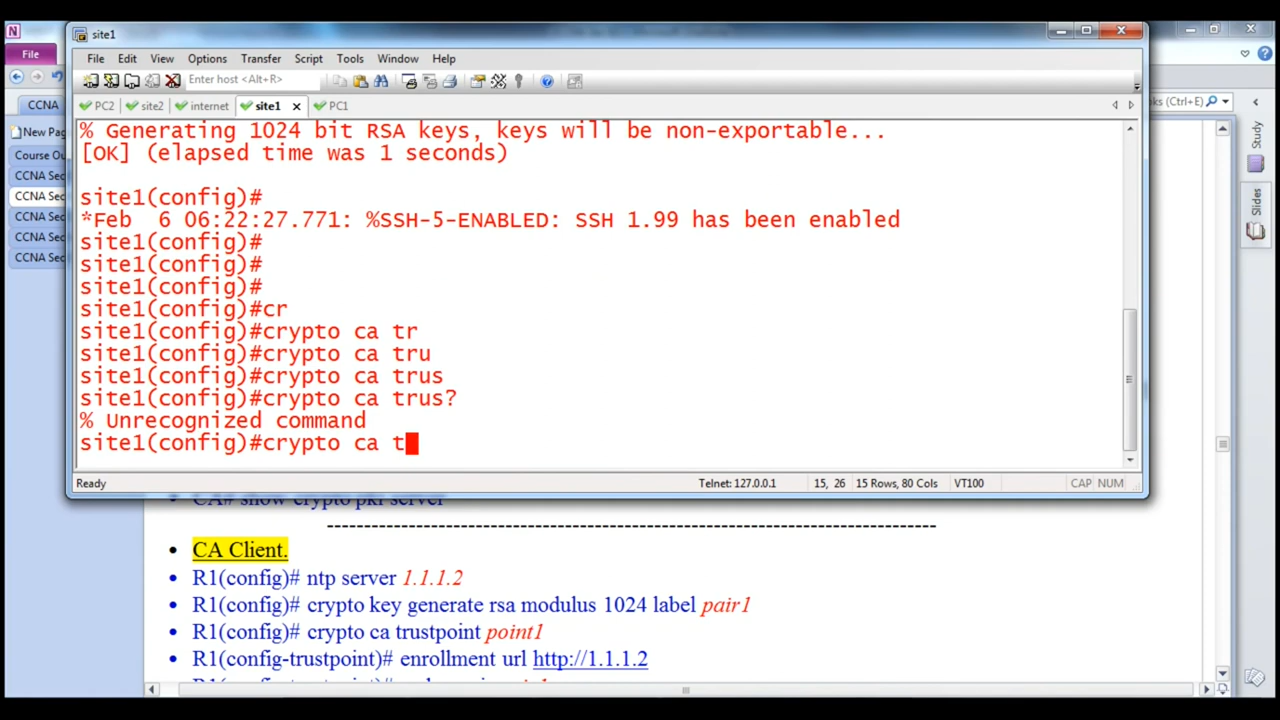 site1
File
File Edit View Options Transfer Script Tools Window Help
Enter host <Alt+R>
PC2 site2 internet site1 PC1
CCNA
(Ctrl+E)
New Pag
Course Ou
CCNA Sec
CCNA Sec
CCNA Sec
CCNA Sec
CCNA Sec
Study
Slides
% Generating 1024 bit RSA keys, keys will be non-exportable...
[OK] (elapsed time was 1 seconds)
site1(config)#
*Feb 6 06:22:27.771: %SSH-5-ENABLED: SSH 1.99 has been enabled
site1(config)#
site1(config)#
site1(config)#
site1(config)#cr
site1(config)#crypto ca tr
site1(config)#crypto ca tru
site1(config)#crypto ca trus
site1(config)#crypto ca trus?
% Unrecognized command
site1(config)#crypto ca t
Ready Telnet: 127.0.0.1 15, 26 15 Rows, 80 Cols VT100 CAP NUM
CA# show crypto pki server
--------------------------------------------------------------------------------
• CA Client.
• R1(config)# ntp server 1.1.1.2
• R1(config)# crypto key generate rsa modulus 1024 label pair1
• R1(config)# crypto ca trustpoint point1
• R1(config-trustpoint)# enrollment url http://1.1.1.2